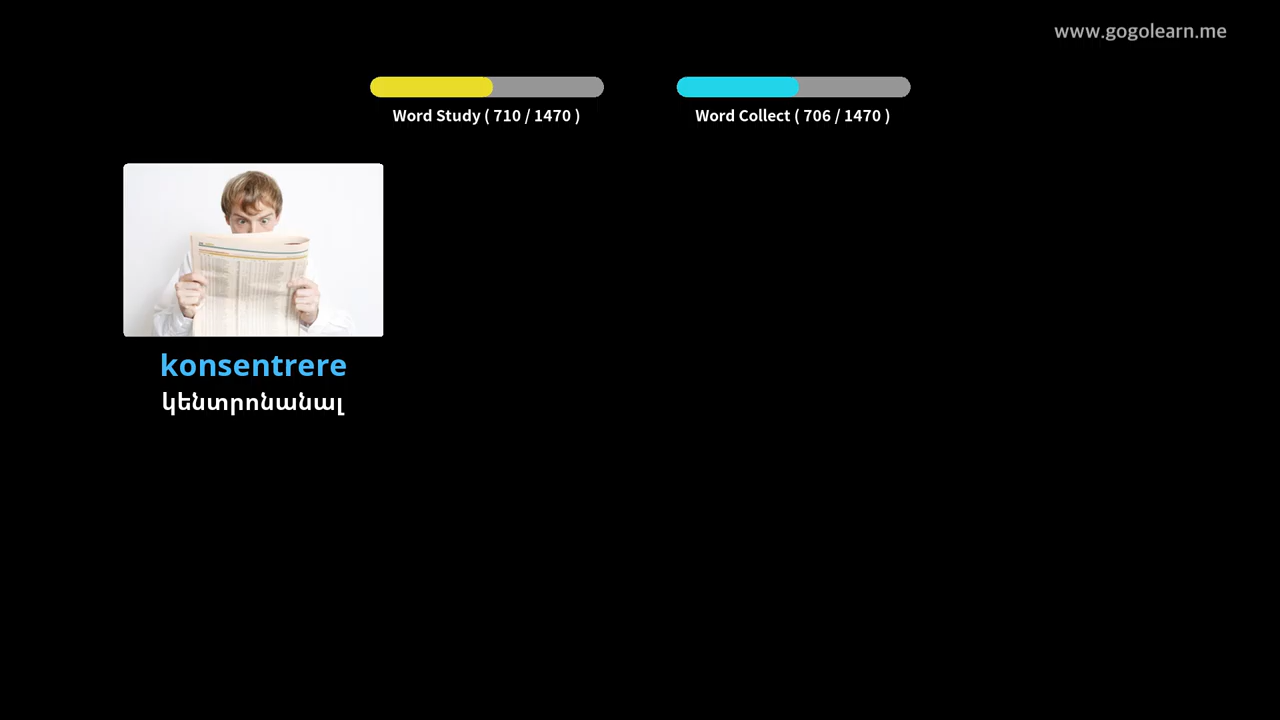 www.gogolearn.me
Word Study ( 710 / 1470 )
Word Collect ( 706 / 1470 )
konsentrere
կենտրոնանալ